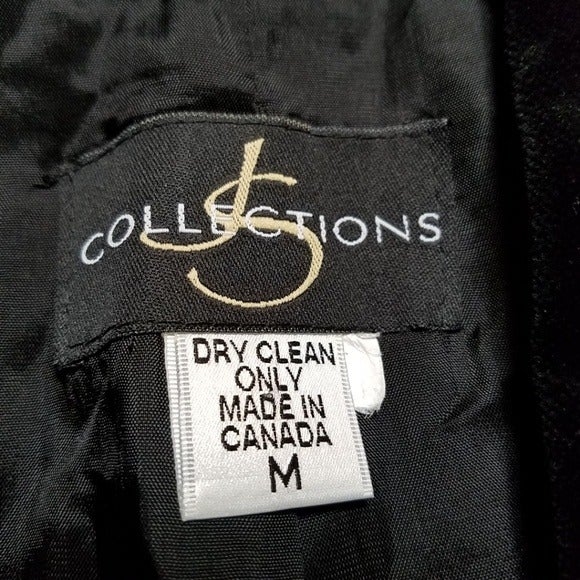 JS
COLLECTIONS
DRY CLEAN
ONLY
MADE IN
CANADA
M